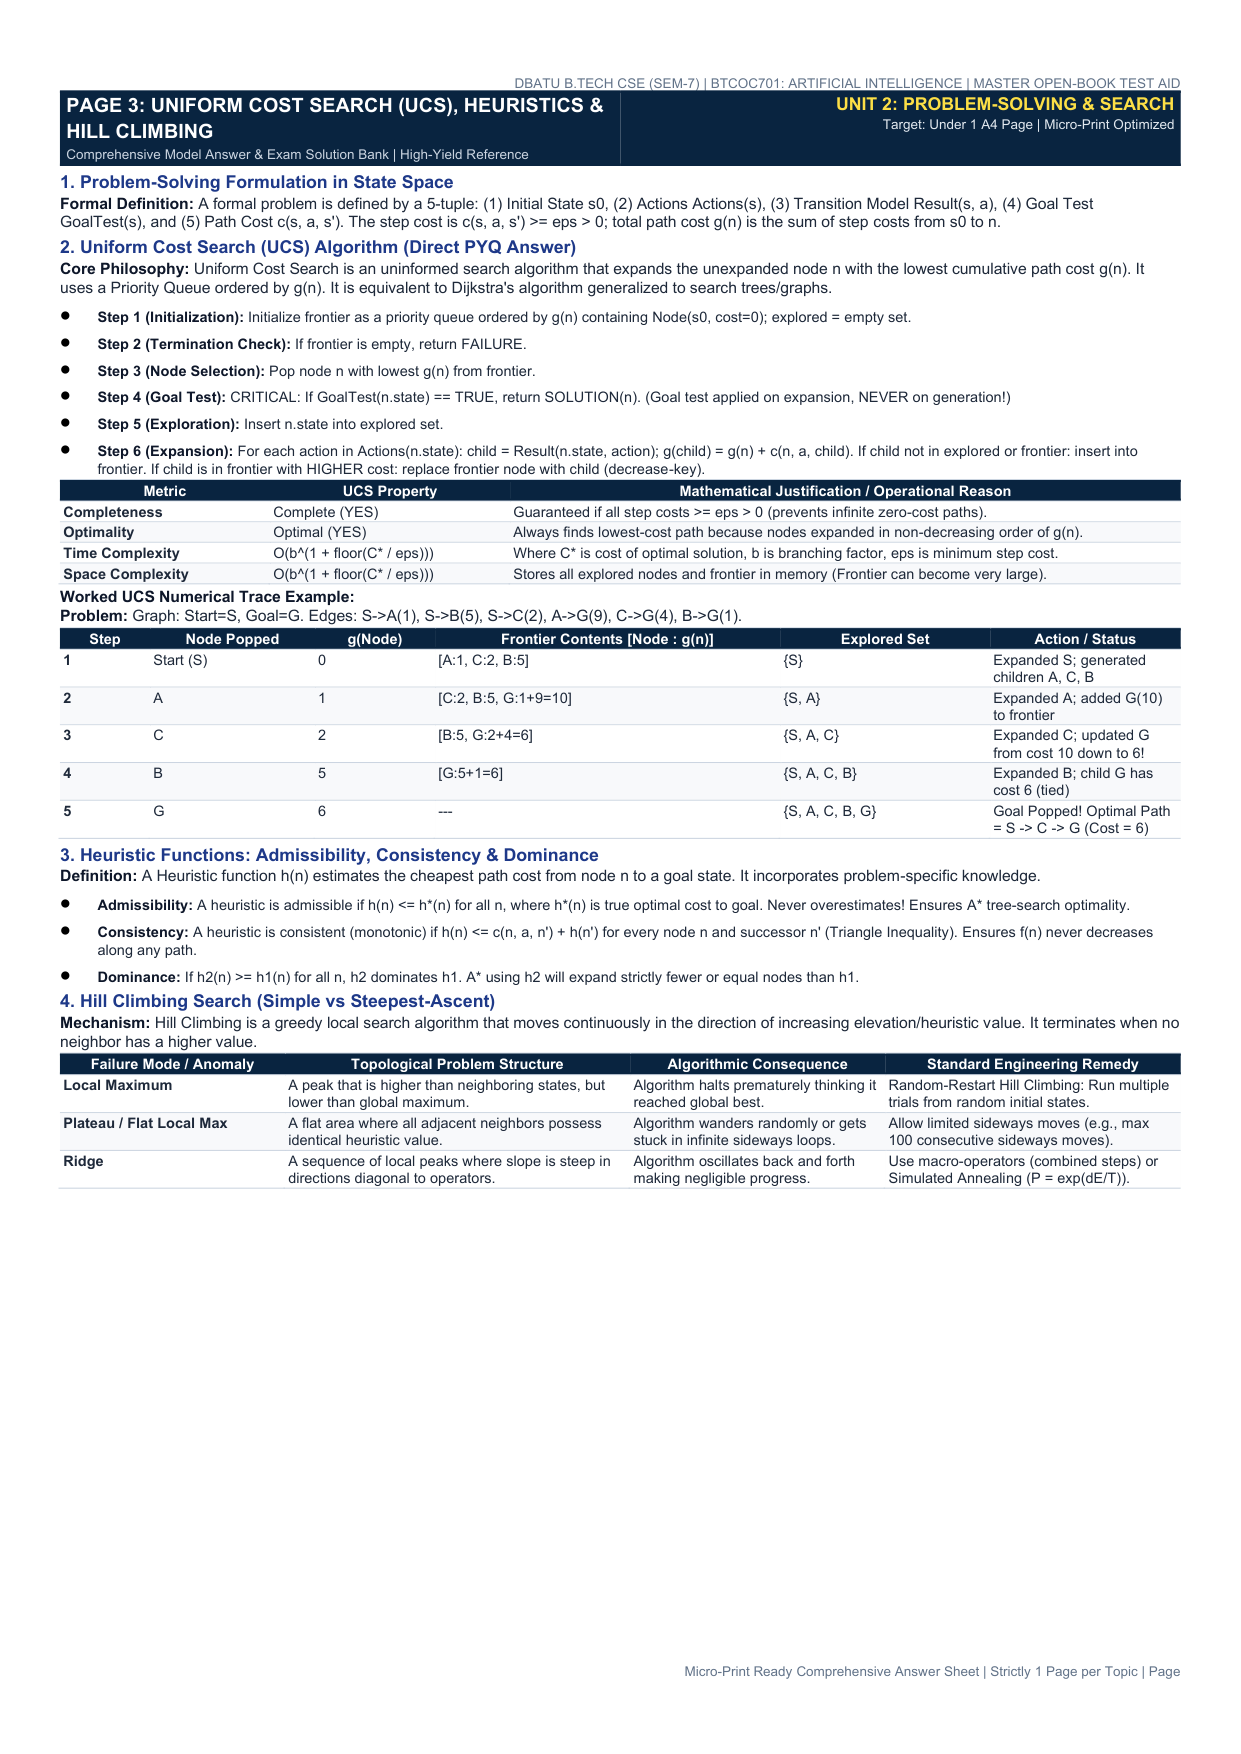 DBATU B.TECH CSE (SEM-7) | BTCOC701: ARTIFICIAL INTELLIGENCE | MASTER OPEN-BOOK TEST AID
PAGE 3: UNIFORM COST SEARCH (UCS), HEURISTICS &
HILL CLIMBING
Comprehensive Model Answer & Exam Solution Bank | High-Yield Reference
UNIT 2: PROBLEM-SOLVING & SEARCH
Target: Under 1 A4 Page | Micro-Print Optimized
1. Problem-Solving Formulation in State Space
Formal Definition: A formal problem is defined by a 5-tuple: (1) Initial State s0, (2) Actions Actions(s), (3) Transition Model Result(s, a), (4) Goal Test
GoalTest(s), and (5) Path Cost c(s, a, s'). The step cost is c(s, a, s') >= eps > 0; total path cost g(n) is the sum of step costs from s0 to n.
2. Uniform Cost Search (UCS) Algorithm (Direct PYQ Answer)
Core Philosophy: Uniform Cost Search is an uninformed search algorithm that expands the unexpanded node n with the lowest cumulative path cost g(n). It
uses a Priority Queue ordered by g(n). It is equivalent to Dijkstra's algorithm generalized to search trees/graphs.
● Step 1 (Initialization): Initialize frontier as a priority queue ordered by g(n) containing Node(s0, cost=0); explored = empty set.
● Step 2 (Termination Check): If frontier is empty, return FAILURE.
● Step 3 (Node Selection): Pop node n with lowest g(n) from frontier.
● Step 4 (Goal Test): CRITICAL: If GoalTest(n.state) == TRUE, return SOLUTION(n). (Goal test applied on expansion, NEVER on generation!)
● Step 5 (Exploration): Insert n.state into explored set.
● Step 6 (Expansion): For each action in Actions(n.state): child = Result(n.state, action); g(child) = g(n) + c(n, a, child). If child not in explored or frontier: insert into
frontier. If child is in frontier with HIGHER cost: replace frontier node with child (decrease-key).
Metric UCS Property Mathematical Justification / Operational Reason
Completeness Complete (YES) Guaranteed if all step costs >= eps > 0 (prevents infinite zero-cost paths).
Optimality Optimal (YES) Always finds lowest-cost path because nodes expanded in non-decreasing order of g(n).
Time Complexity O(b^(1 + floor(C* / eps))) Where C* is cost of optimal solution, b is branching factor, eps is minimum step cost.
Space Complexity O(b^(1 + floor(C* / eps))) Stores all explored nodes and frontier in memory (Frontier can become very large).
Worked UCS Numerical Trace Example:
Problem: Graph: Start=S, Goal=G. Edges: S->A(1), S->B(5), S->C(2), A->G(9), C->G(4), B->G(1).
Step Node Popped g(Node) Frontier Contents [Node : g(n)] Explored Set Action / Status
1 Start (S) 0 [A:1, C:2, B:5] {S} Expanded S; generated
children A, C, B
2 A 1 [C:2, B:5, G:1+9=10] {S, A} Expanded A; added G(10)
to frontier
3 C 2 [B:5, G:2+4=6] {S, A, C} Expanded C; updated G
from cost 10 down to 6!
4 B 5 [G:5+1=6] {S, A, C, B} Expanded B; child G has
cost 6 (tied)
5 G 6 --- {S, A, C, B, G} Goal Popped! Optimal Path
= S -> C -> G (Cost = 6)
3. Heuristic Functions: Admissibility, Consistency & Dominance
Definition: A Heuristic function h(n) estimates the cheapest path cost from node n to a goal state. It incorporates problem-specific knowledge.
● Admissibility: A heuristic is admissible if h(n) <= h*(n) for all n, where h*(n) is true optimal cost to goal. Never overestimates! Ensures A* tree-search optimality.
● Consistency: A heuristic is consistent (monotonic) if h(n) <= c(n, a, n') + h(n') for every node n and successor n' (Triangle Inequality). Ensures f(n) never decreases
along any path.
● Dominance: If h2(n) >= h1(n) for all n, h2 dominates h1. A* using h2 will expand strictly fewer or equal nodes than h1.
4. Hill Climbing Search (Simple vs Steepest-Ascent)
Mechanism: Hill Climbing is a greedy local search algorithm that moves continuously in the direction of increasing elevation/heuristic value. It terminates when no
neighbor has a higher value.
Failure Mode / Anomaly Topological Problem Structure Algorithmic Consequence Standard Engineering Remedy
Local Maximum A peak that is higher than neighboring states, but Algorithm halts prematurely thinking it Random-Restart Hill Climbing: Run multiple
lower than global maximum. reached global best. trials from random initial states.
Plateau / Flat Local Max A flat area where all adjacent neighbors possess Algorithm wanders randomly or gets Allow limited sideways moves (e.g., max
identical heuristic value. stuck in infinite sideways loops. 100 consecutive sideways moves).
Ridge A sequence of local peaks where slope is steep in Algorithm oscillates back and forth Use macro-operators (combined steps) or
directions diagonal to operators. making negligible progress. Simulated Annealing (P = exp(dE/T)).
Micro-Print Ready Comprehensive Answer Sheet | Strictly 1 Page per Topic | Page